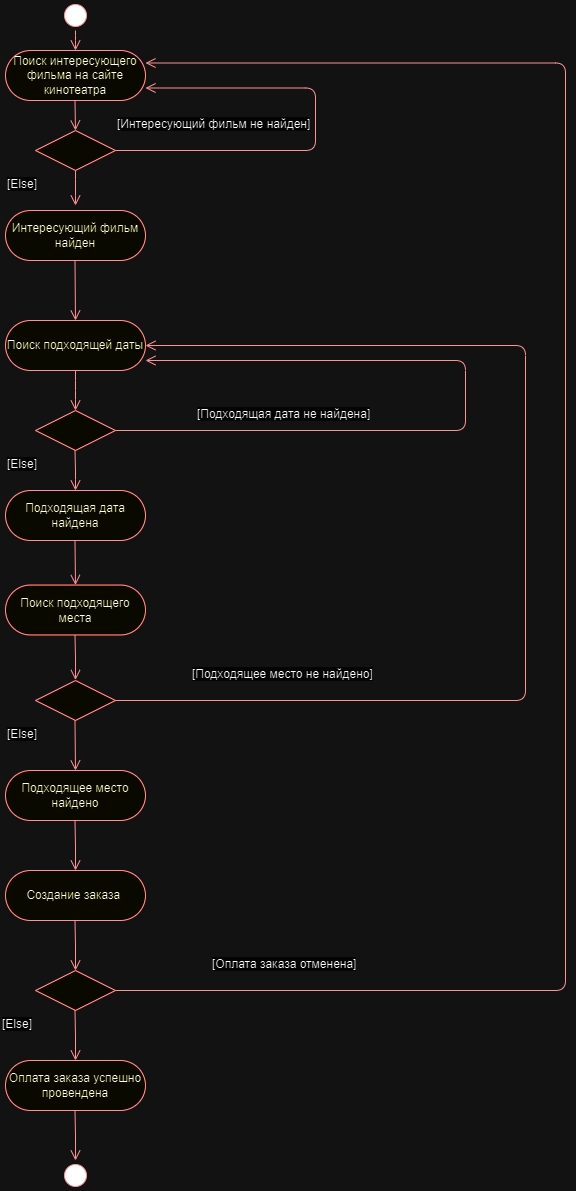 Поиск интересующего
фильма на сайте
кинотеатра
[Интересующий фильм не найден]
[Else]
Интересующий фильм
найден
Поиск подходящей даты
[Подходящая дата не найдена]
[Else]
Подходящая дата
найдена
Поиск подходящего
места
[Подходящее место не найдено]
[Else]
Подходящее место
найдено
Создание заказа
[Оплата заказа отменена]
[Else]
Оплата заказа успешно
провендена